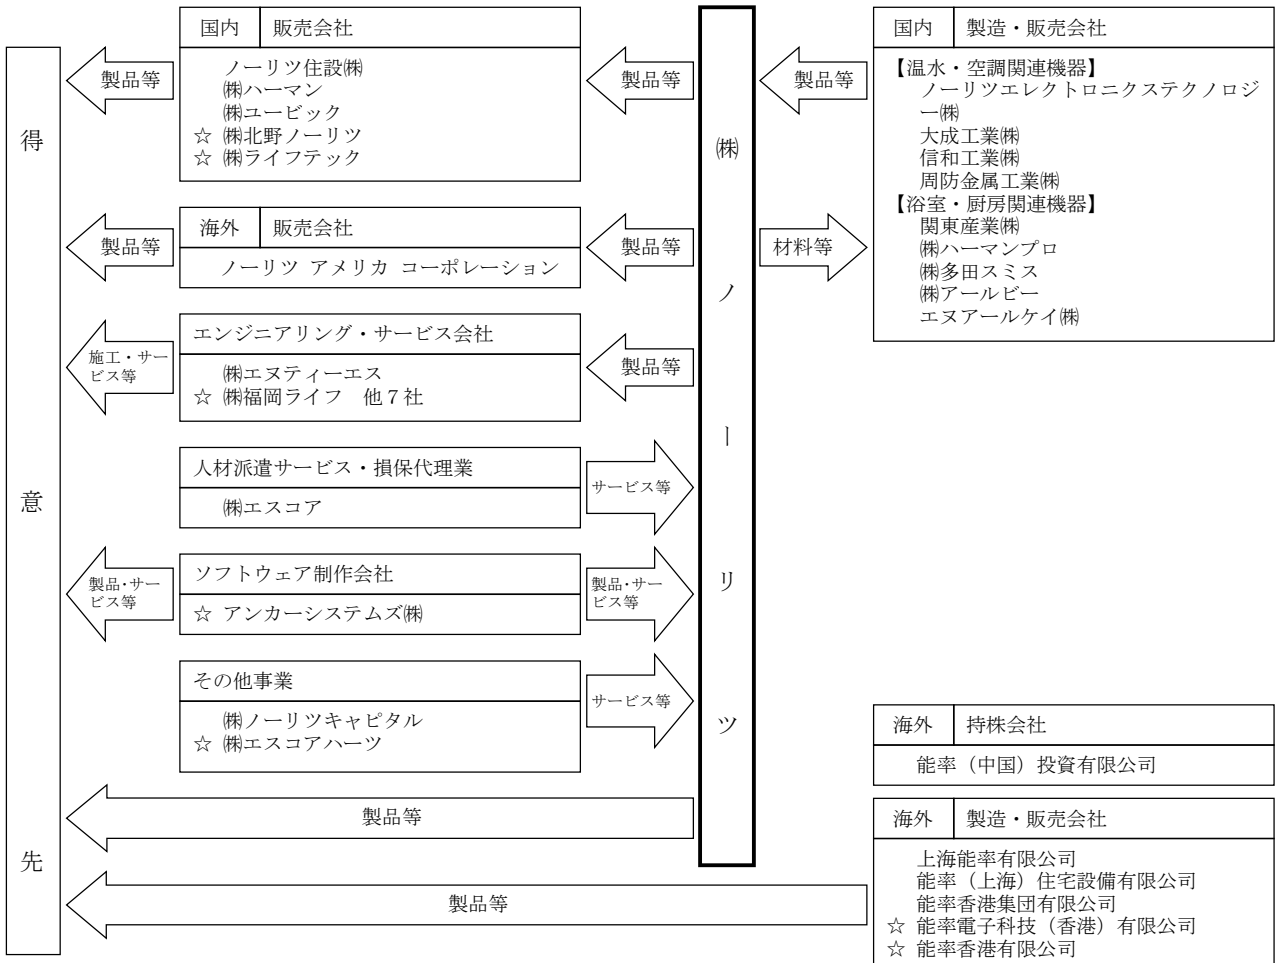 得意先
国内 販売会社
ノーリツ住設㈱
㈱ハーマン
㈱ユービック
☆ ㈱北野ノーリツ
☆ ㈱ライフテック
製品等
製品等
海外 販売会社
ノーリツ アメリカ コーポレーション
製品等
製品等
エンジニアリング・サービス会社
㈱エヌティーエス
☆ ㈱福岡ライフ 他7社
施工・サー
ビス等
製品等
人材派遣サービス・損保代理業
㈱エスコア
サービス等
ソフトウェア制作会社
☆ アンカーシステムズ㈱
製品・サー
ビス等
製品・サー
ビス等
その他事業
㈱ノーリツキャピタル
☆ ㈱エスコアハーツ
サービス等
製品等
製品等
㈱ノーリツ
製品等
材料等
国内 製造・販売会社
【温水・空調関連機器】
ノーリツエレクトロニクステクノロジ
ー㈱
大成工業㈱
信和工業㈱
周防金属工業㈱
【浴室・厨房関連機器】
関東産業㈱
㈱ハーマンプロ
㈱多田スミス
㈱アールビー
エヌアールケイ㈱
海外 持株会社
能率（中国）投資有限公司
海外 製造・販売会社
上海能率有限公司
能率（上海）住宅設備有限公司
能率香港集団有限公司
☆ 能率電子科技（香港）有限公司
☆ 能率香港有限公司